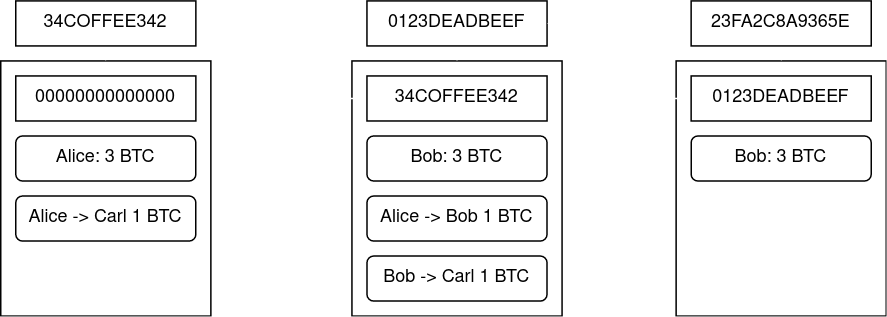 34COFFEE342
0123DEADBEEF
23FA2C8A9365E
00000000000000
Alice: 3 BTC
Alice -> Carl 1 BTC
34COFFEE342
Bob: 3 BTC
Alice -> Bob 1 BTC
Bob -> Carl 1 BTC
0123DEADBEEF
Bob: 3 BTC